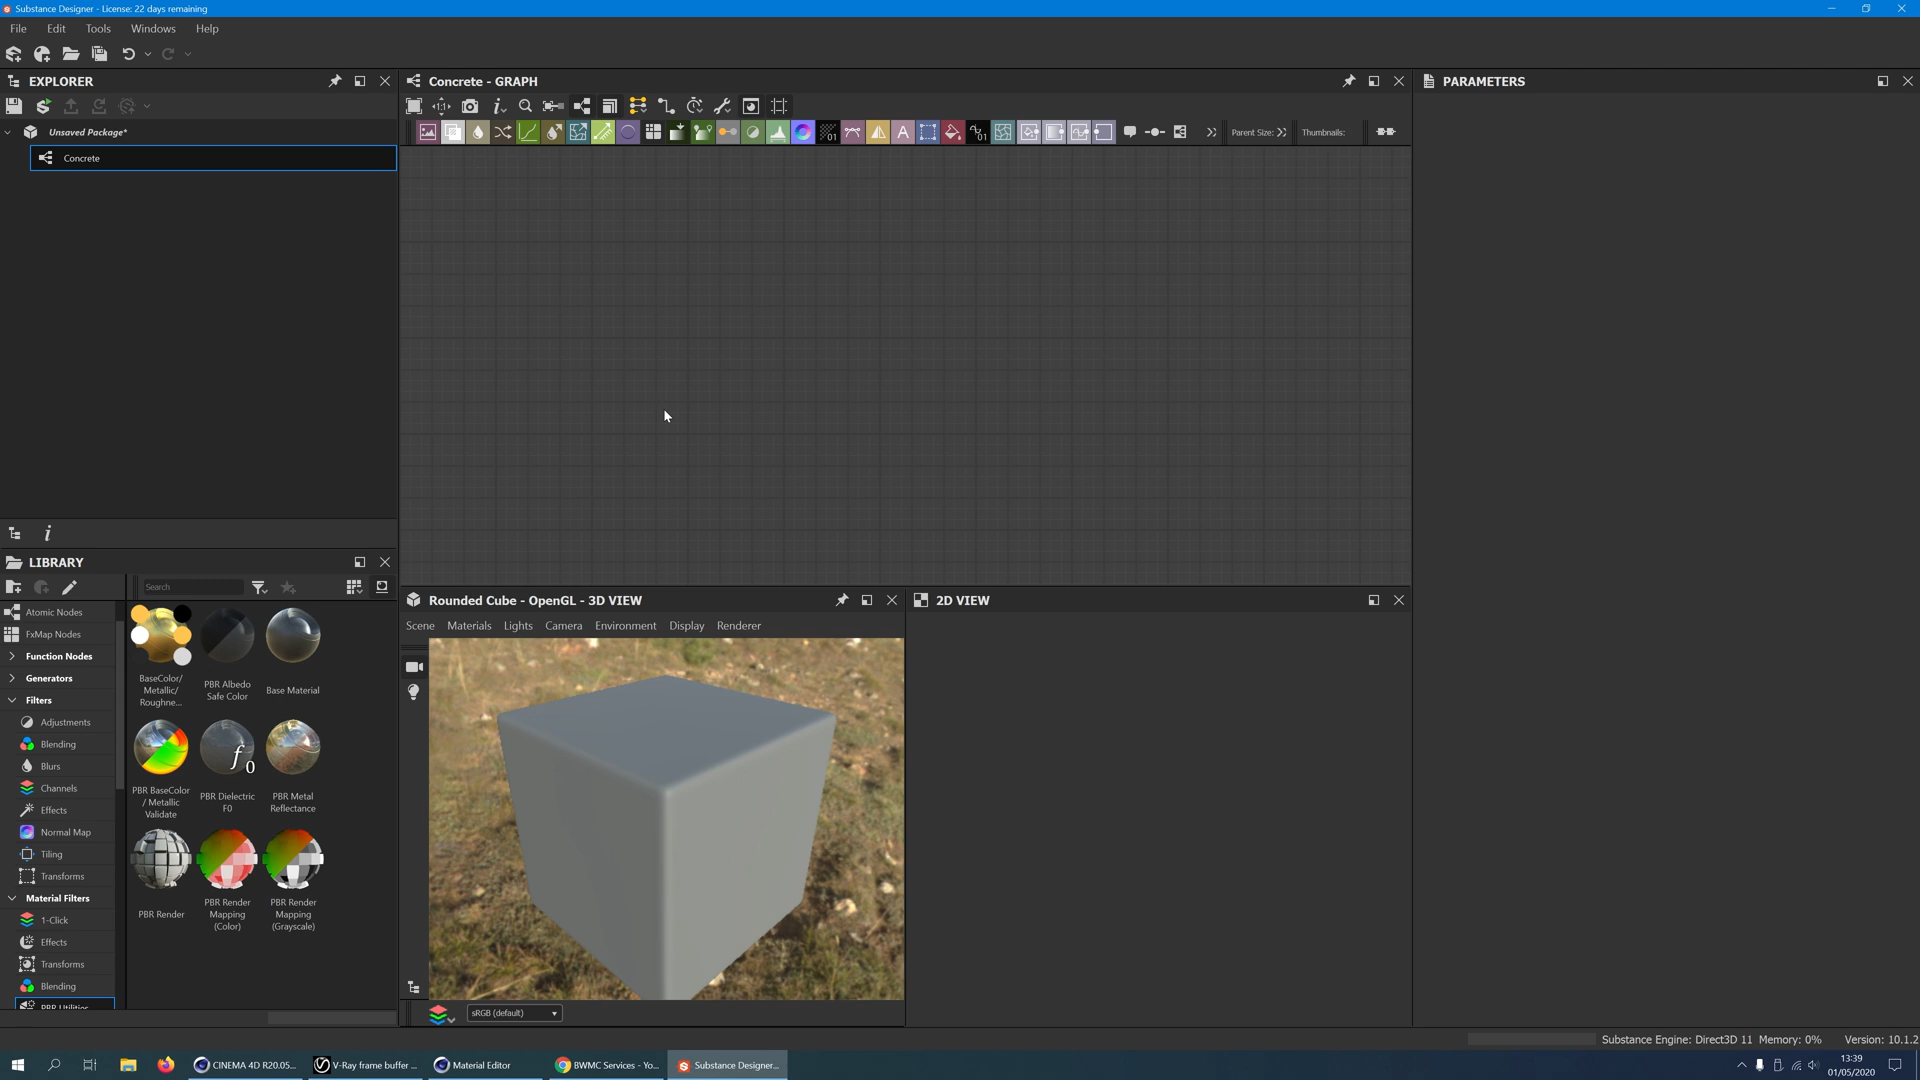 Substance Designer - License: 22 days remaining
File Edit Tools Windows Help
EXPLORER
Unsaved Package*
Concrete
Concrete - GRAPH
Parent Size:
Thumbnails:
PARAMETERS
LIBRARY
Search
Atomic Nodes
FxMap Nodes
Function Nodes
Generators
Filters
Adjustments
Blending
Blurs
Channels
Effects
Normal Map
Tiling
Transforms
Material Filters
1-Click
Effects
Transforms
Blending
PBR Utilities
BaseColor/
Metallic/
Roughne...
PBR Albedo
Safe Color
Base Material
PBR BaseColor
/ Metallic
Validate
PBR Dielectric
F0
PBR Metal
Reflectance
PBR Render
PBR Render
Mapping
(Color)
PBR Render
Mapping
(Grayscale)
Rounded Cube - OpenGL - 3D VIEW
Scene Materials Lights Camera Environment Display Renderer
sRGB (default)
2D VIEW
Substance Engine: Direct3D 11 Memory: 0% Version: 10.1.2
CINEMA 4D R20.05...
V-Ray frame buffer ...
Material Editor
BWMC Services - Yo...
Substance Designer...
13:39
01/05/2020